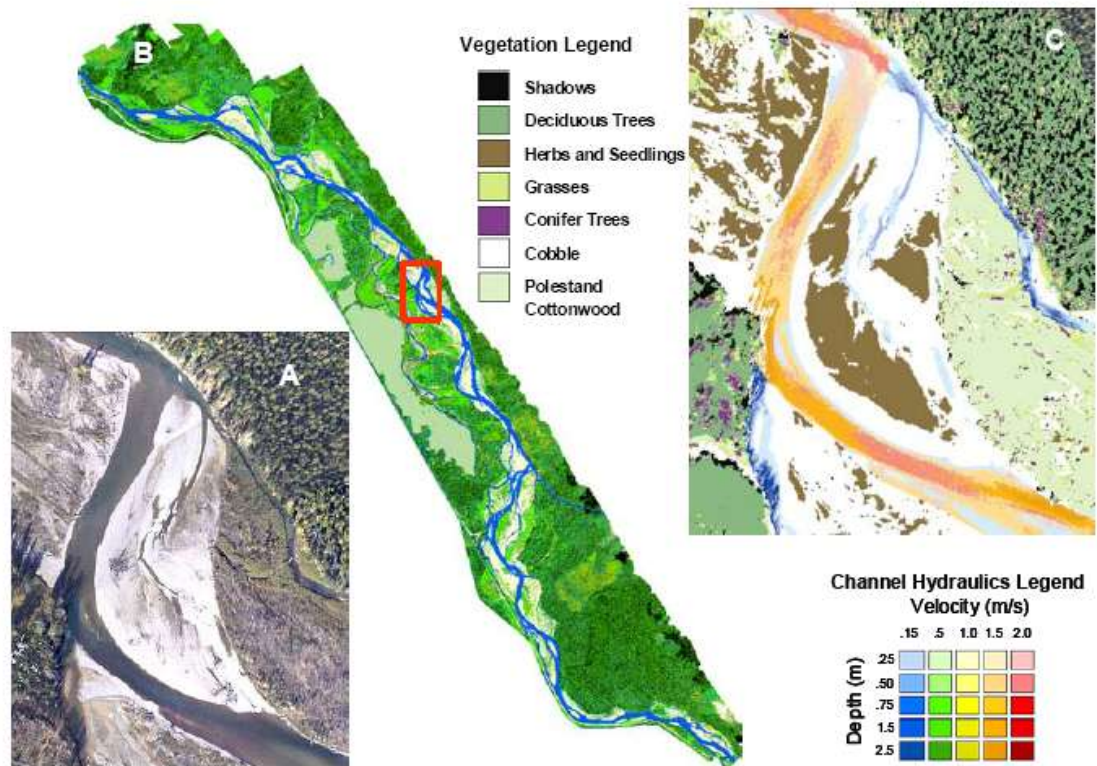 B
Vegetation Legend
Shadows
Deciduous Trees
Herbs and Seedlings
Grasses
Conifer Trees
Cobble
Polestand
Cottonwood
C
A
Channel Hydraulics Legend
Velocity (m/s)
.15 .5 1.0 1.5 2.0
Depth (m)
.25
.50
.75
1.5
2.5